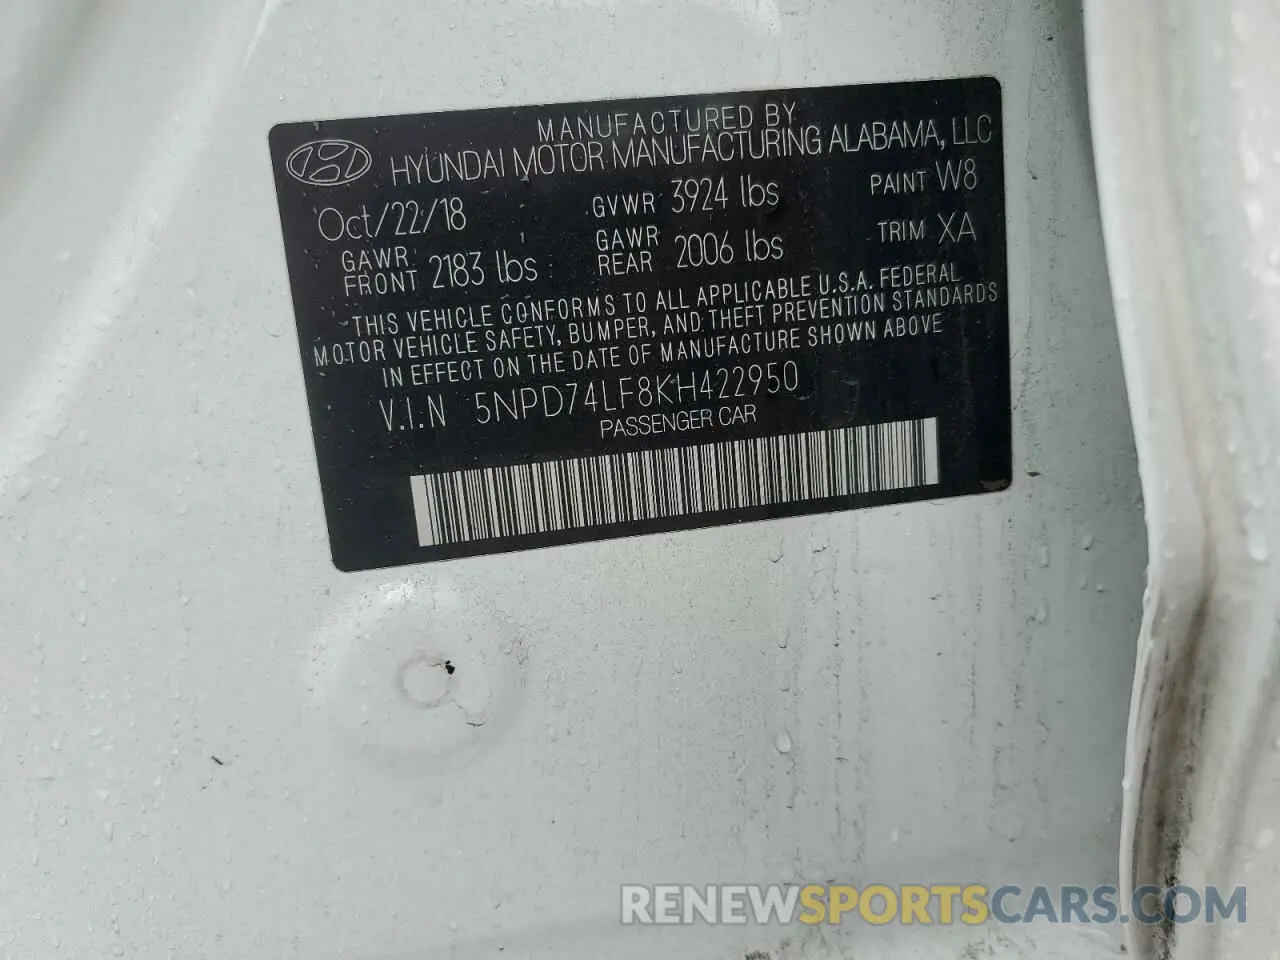 MANUFACTURED BY
HYUNDAI MOTOR MANUFACTURING ALABAMA, LLC
Oct/22/18 GVWR 3924 lbs PAINT W8
GAWR FRONT 2183 lbs GAWR REAR 2006 lbs TRIM XA
THIS VEHICLE CONFORMS TO ALL APPLICABLE U.S.A. FEDERAL
MOTOR VEHICLE SAFETY, BUMPER, AND THEFT PREVENTION STANDARDS
IN EFFECT ON THE DATE OF MANUFACTURE SHOWN ABOVE
V.I.N 5NPD74LF8KH422950
PASSENGER CAR
RENEWSPORTSCARS.COM